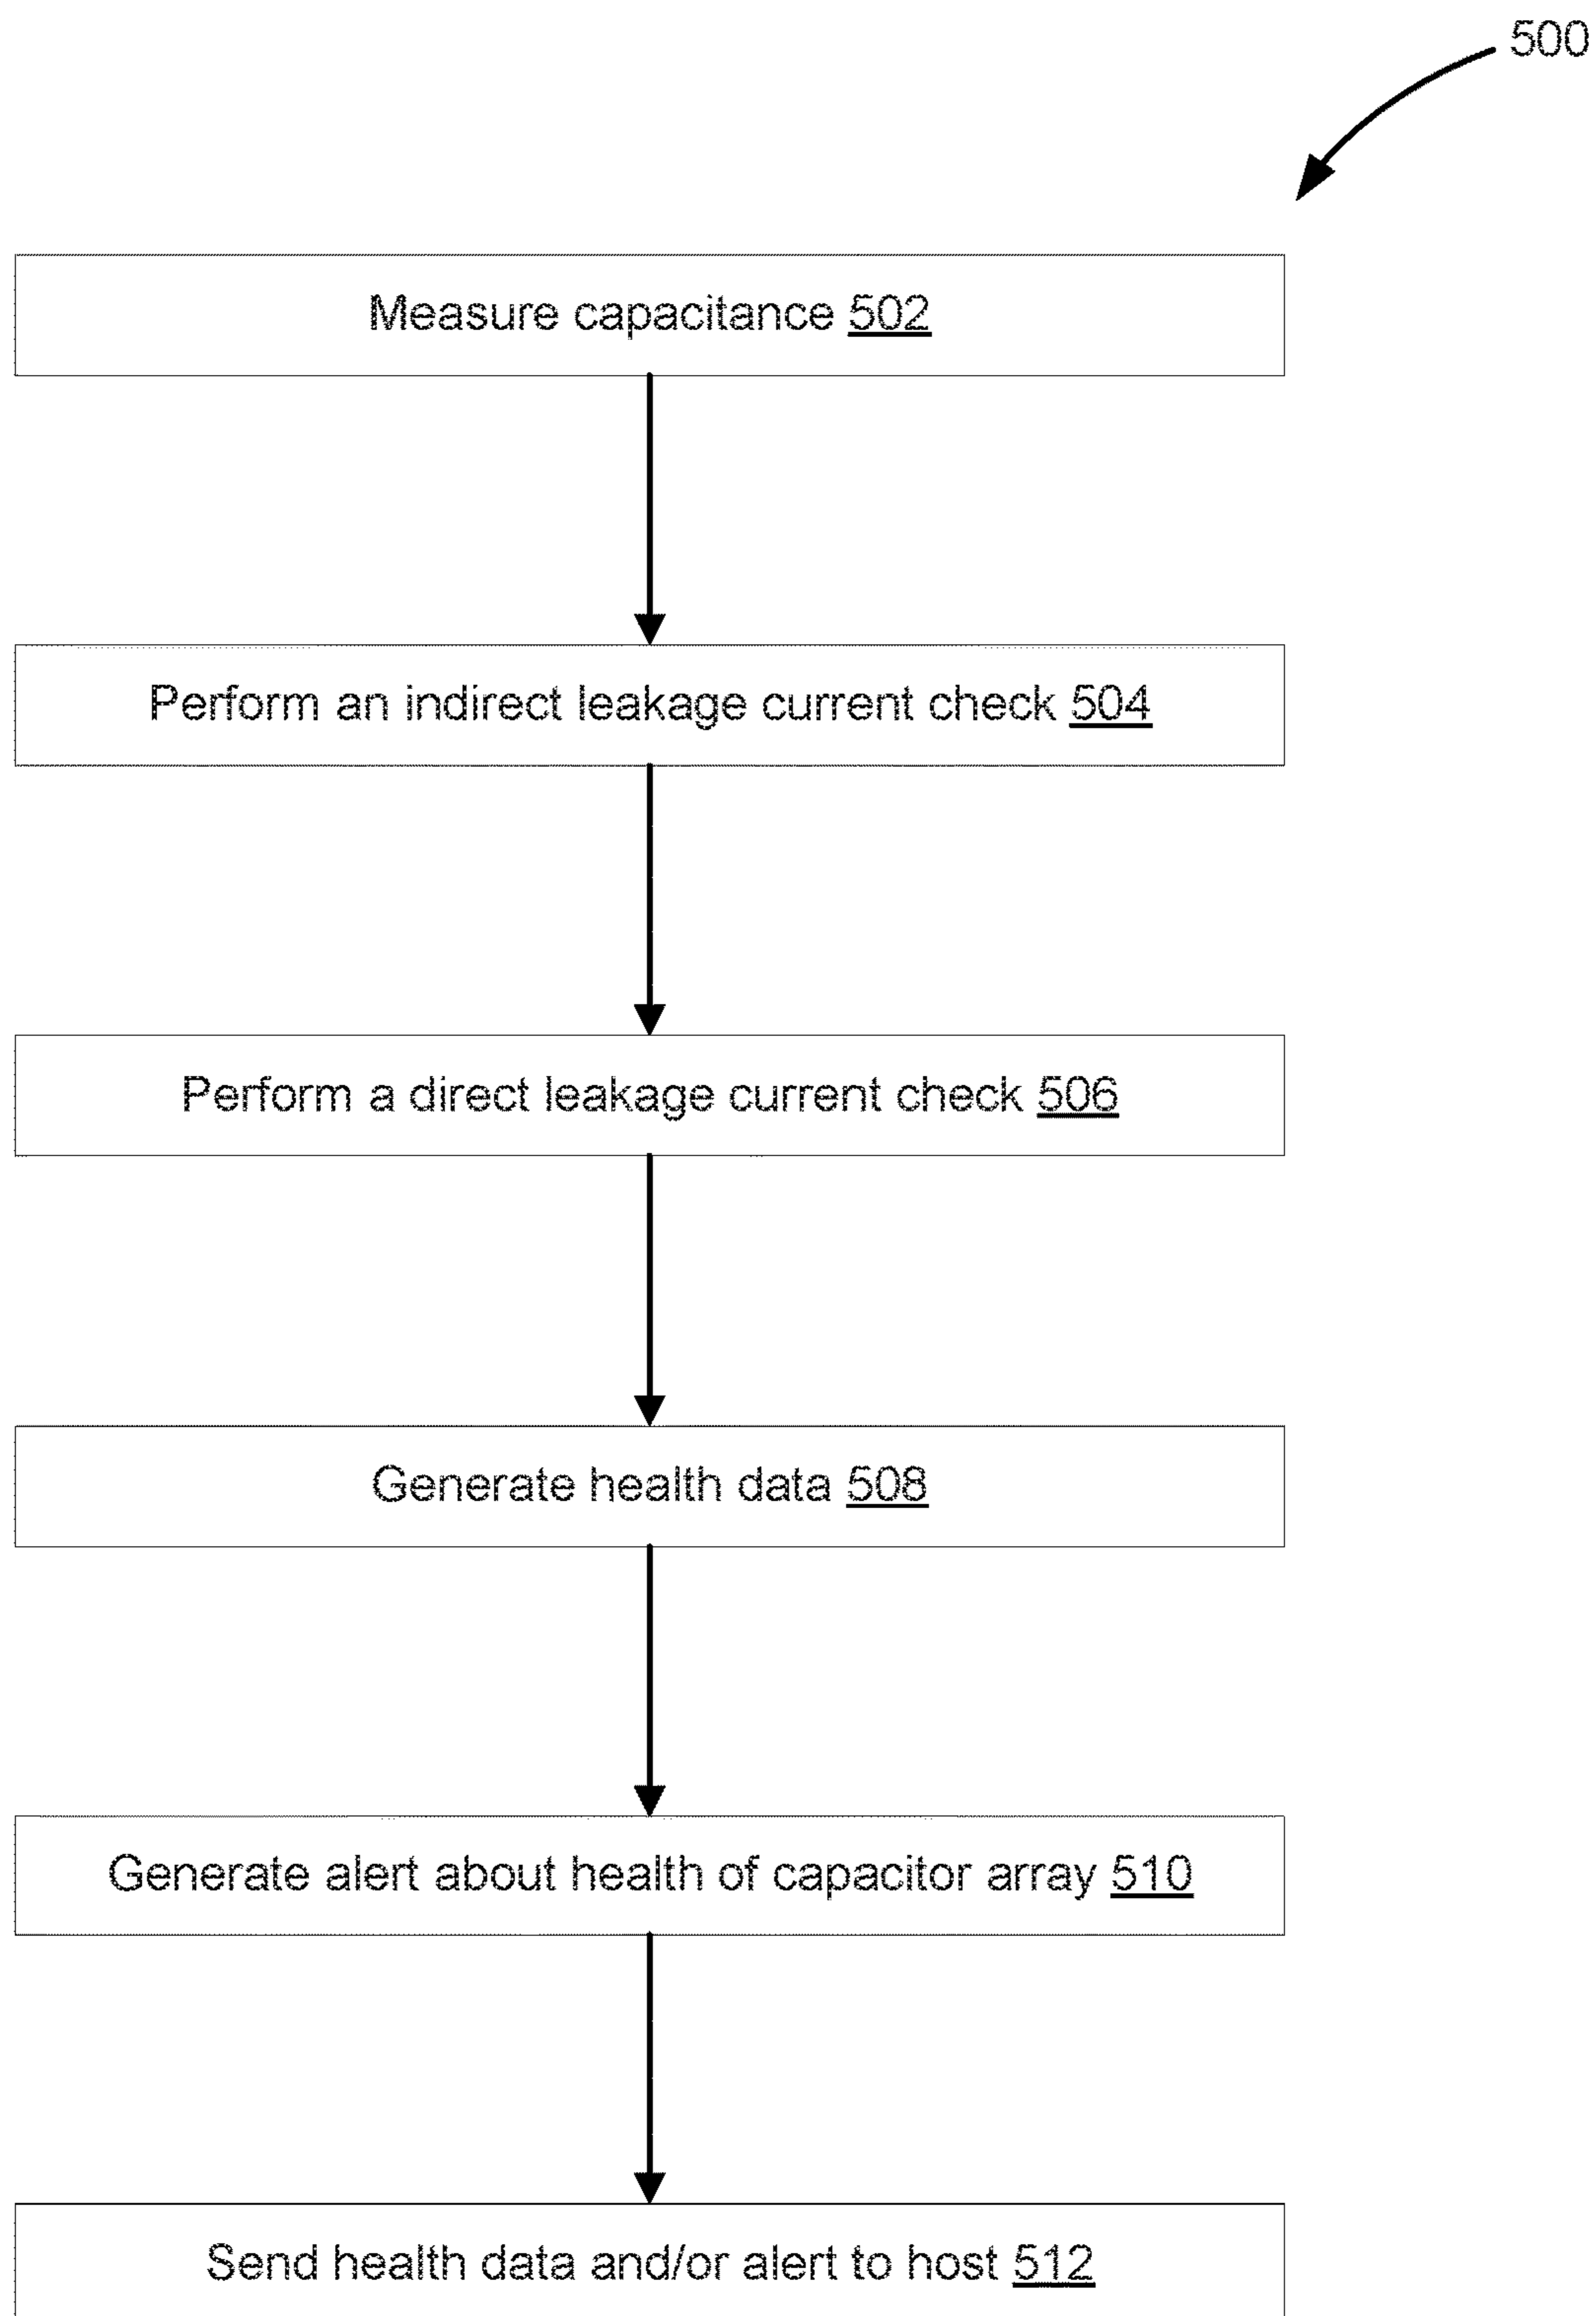 500
Measure capacitance 502
Perform an indirect leakage current check 504
Perform a direct leakage current check 506
Generate health data 508
Generate alert about health of capacitor array 510
Send health data and/or alert to host 512